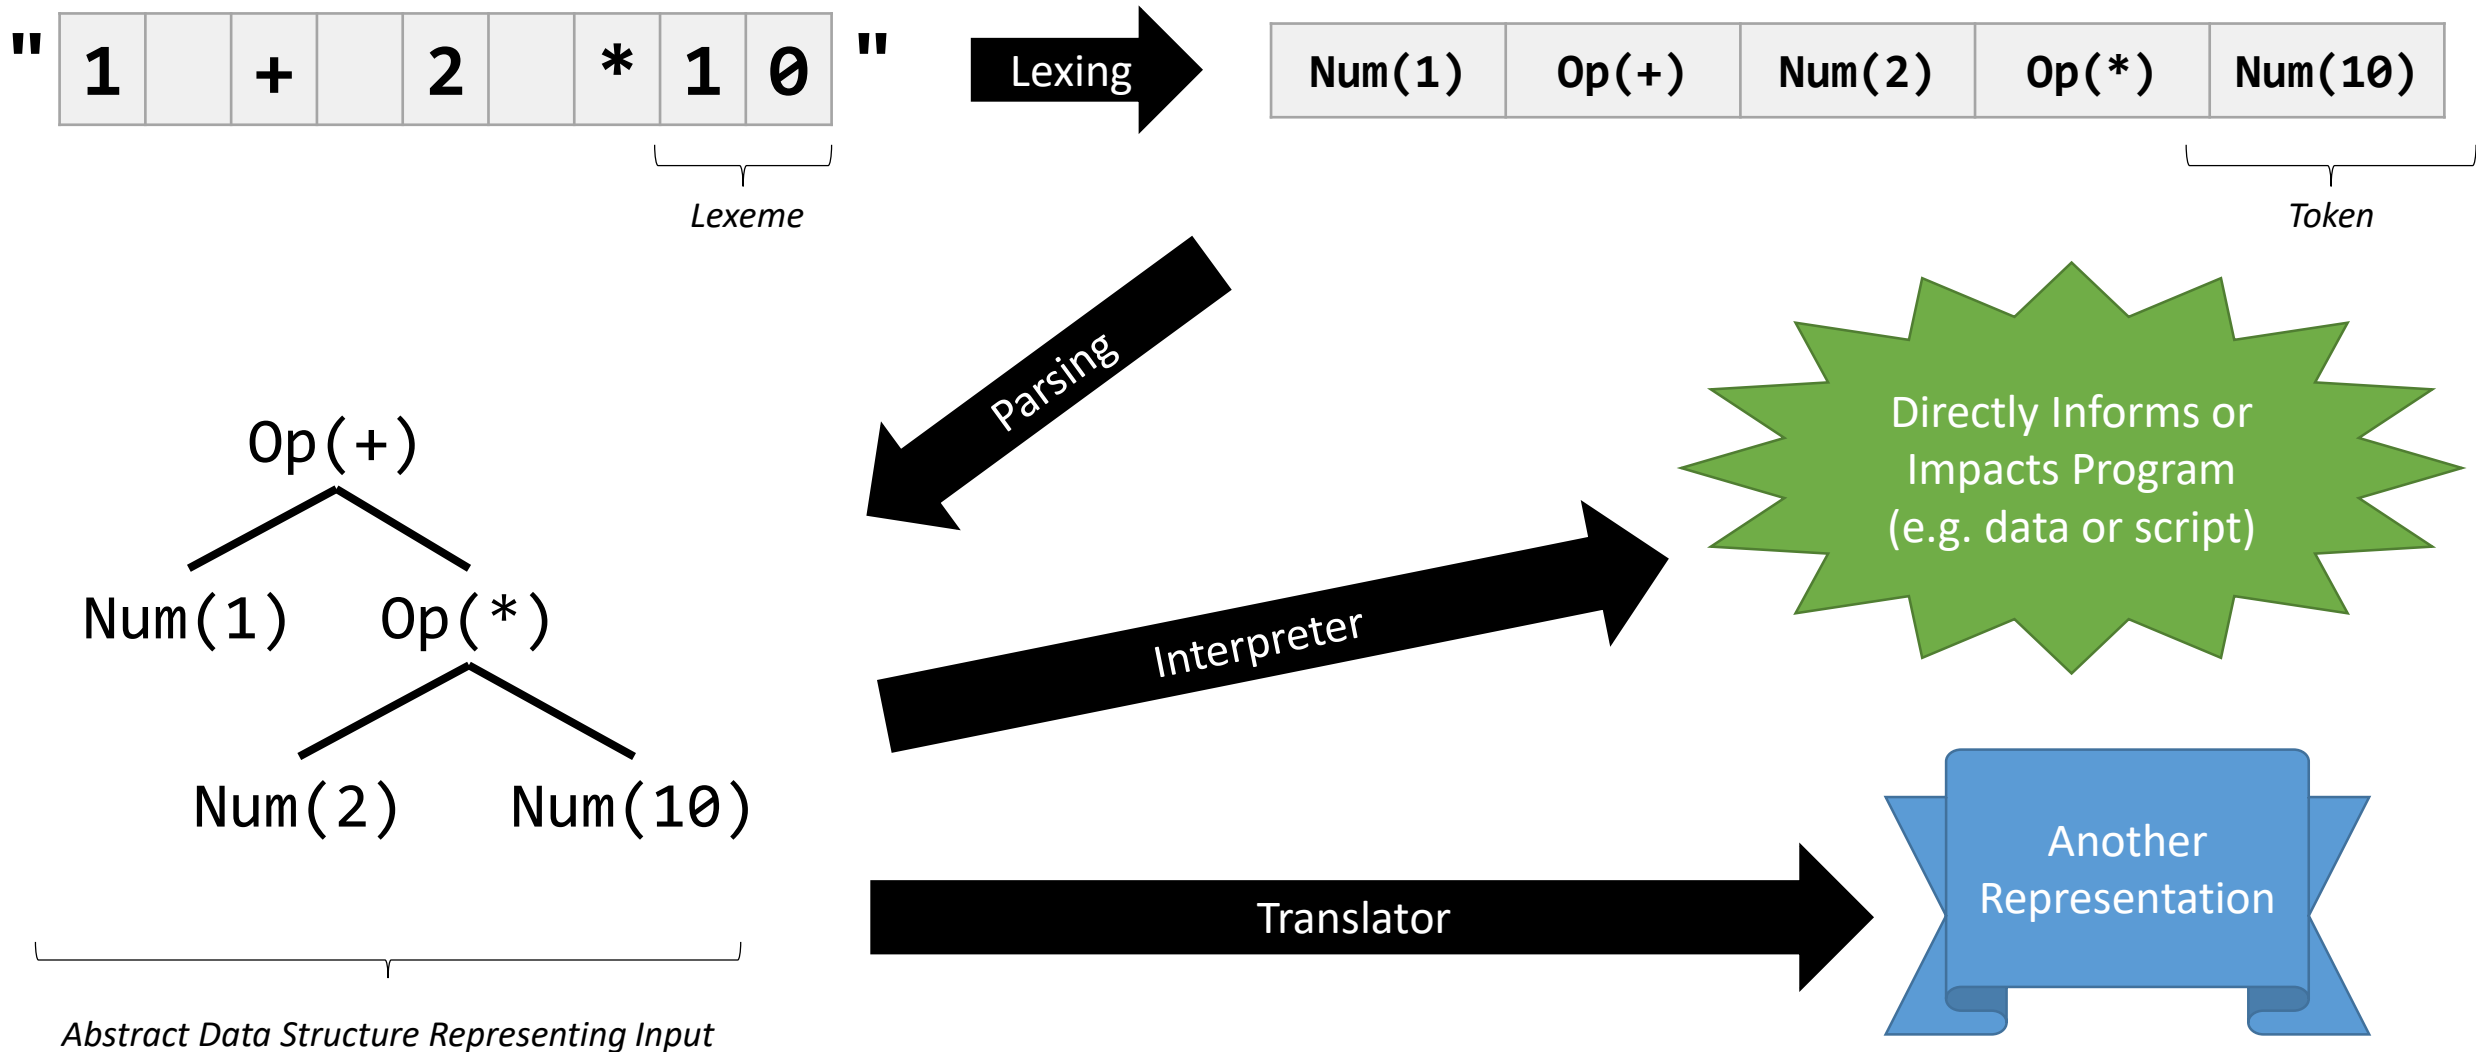 "1 + 2 *10"
Lexing
Num(1) Op(+) Num(2) Op(*) Num(10)
Lexeme
Token
Parsing
Directly Informs or
Impacts Program
(e.g. data or script)
Op(+)
Num(1) Op(*)
Num(2) Num(10)
Interpreter
Another
Representation
Translator
Abstract Data Structure Representing Input